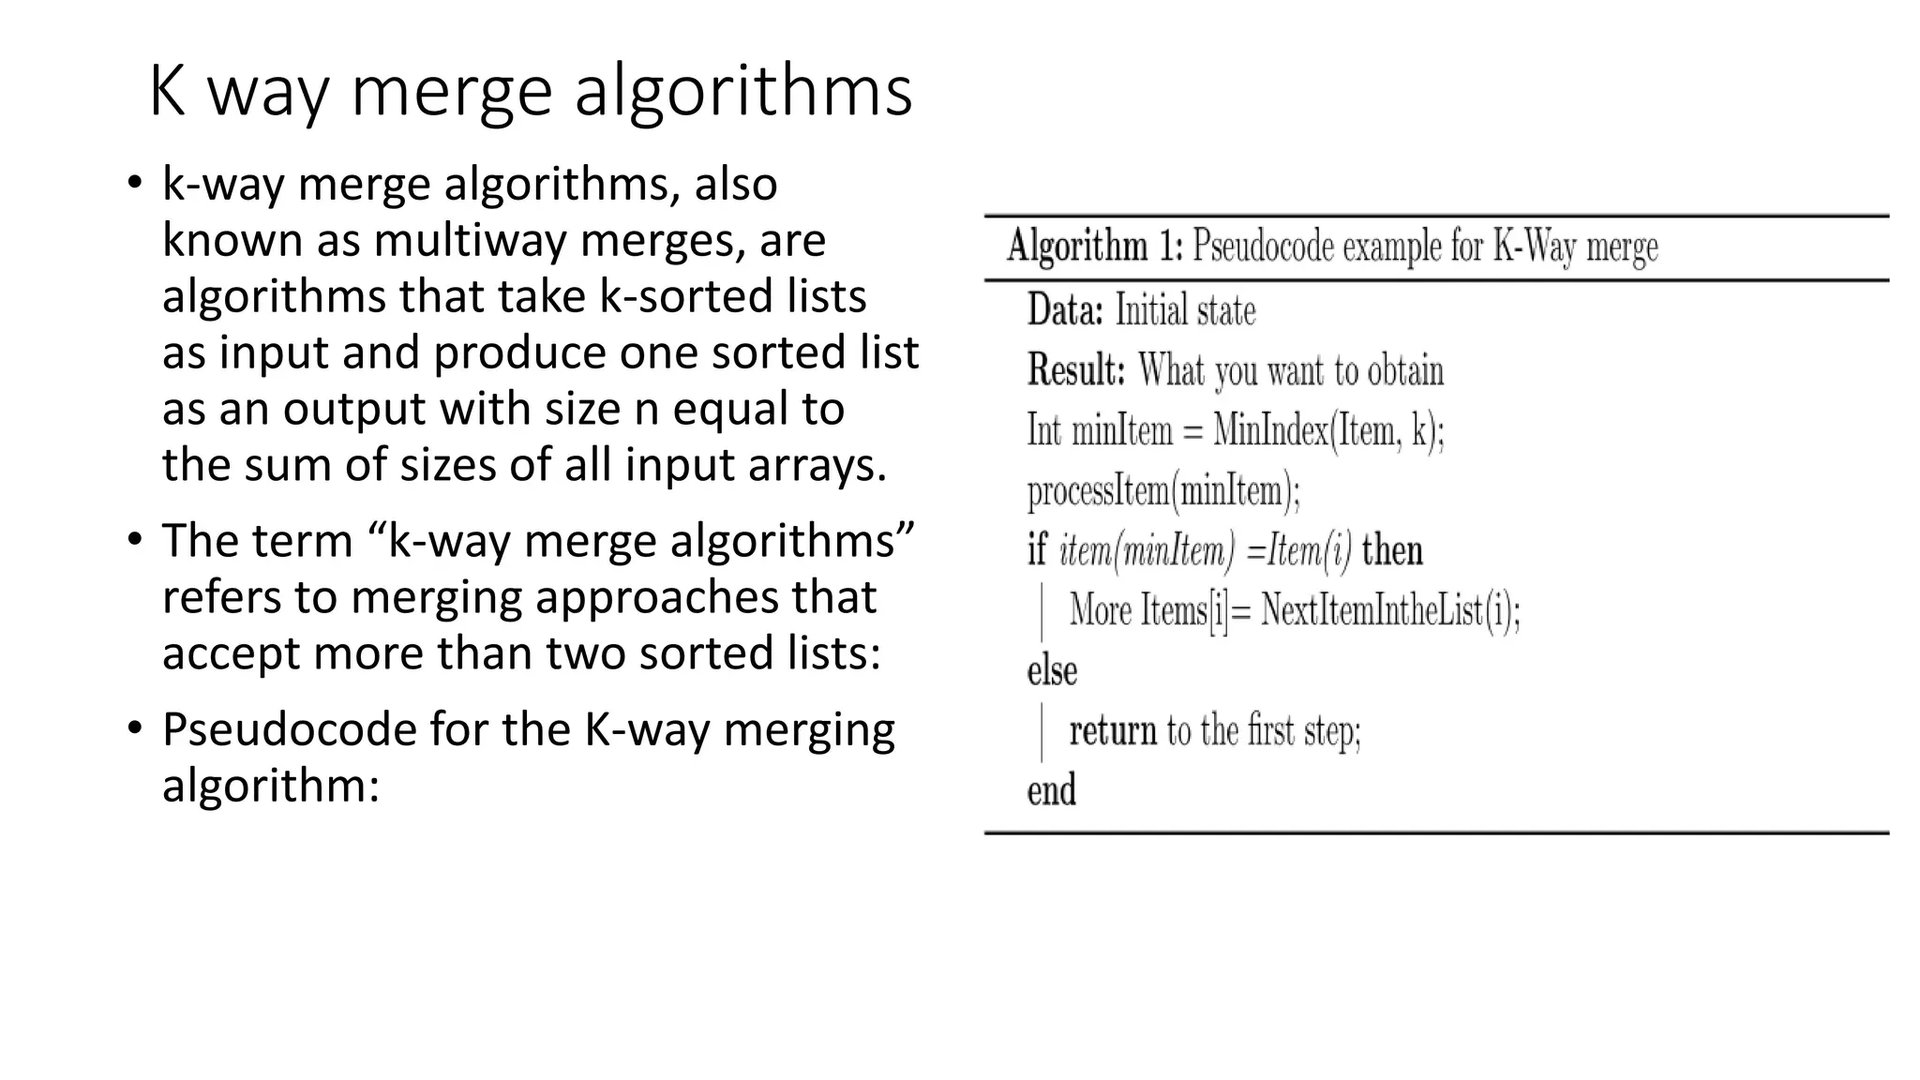 K way merge algorithms
• k-way merge algorithms, also
known as multiway merges, are
algorithms that take k-sorted lists
as input and produce one sorted list
as an output with size n equal to
the sum of sizes of all input arrays.
• The term “k-way merge algorithms”
refers to merging approaches that
accept more than two sorted lists:
• Pseudocode for the K-way merging
algorithm:
Algorithm 1: Pseudocode example for K-Way merge
Data: Initial state
Result: What you want to obtain
Int minItem = MinIndex(Item, k);
processItem(minItem);
if item(minItem) =Item(i) then
More Items[i]= NextItemIntheList(i);
else
return to the first step;
end